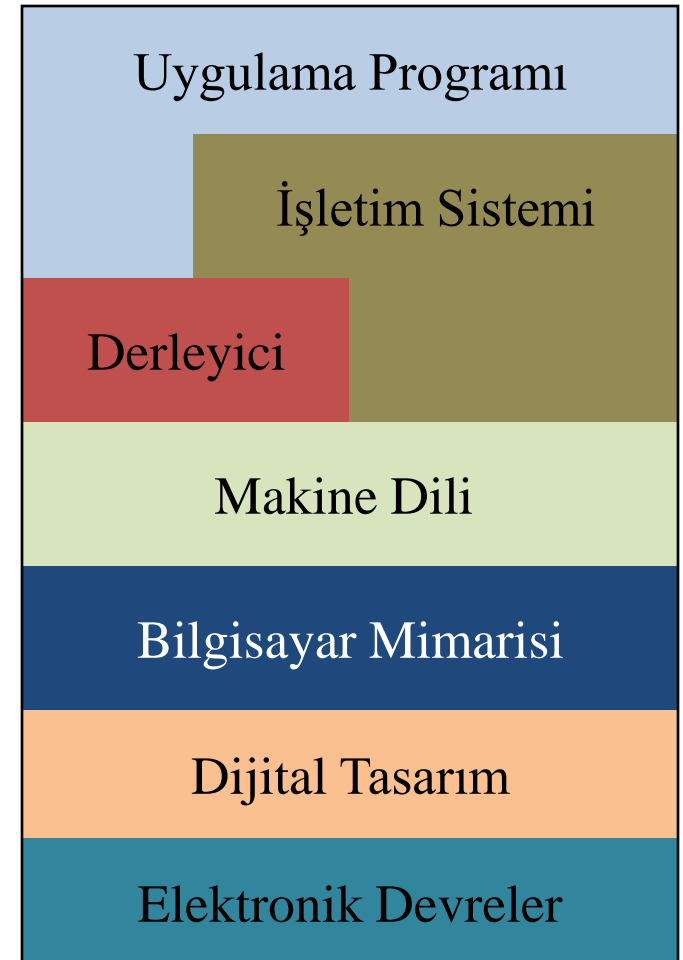 Uygulama Programı
İşletim Sistemi
Derleyici
Makine Dili
Bilgisayar Mimarisi
Dijital Tasarım
Elektronik Devreler